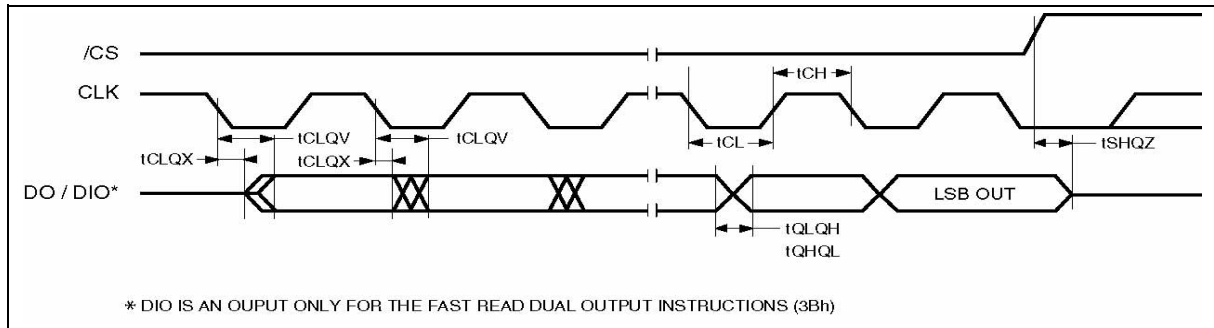 /CS
tCH
CLK
tCLQV
tCLQV
tCL
tSHQZ
tCLQX
tCLQX
DO / DIO*
LSB OUT
tQLQH
tQHQL
* DIO IS AN OUPUT ONLY FOR THE FAST READ DUAL OUTPUT INSTRUCTIONS (3Bh)